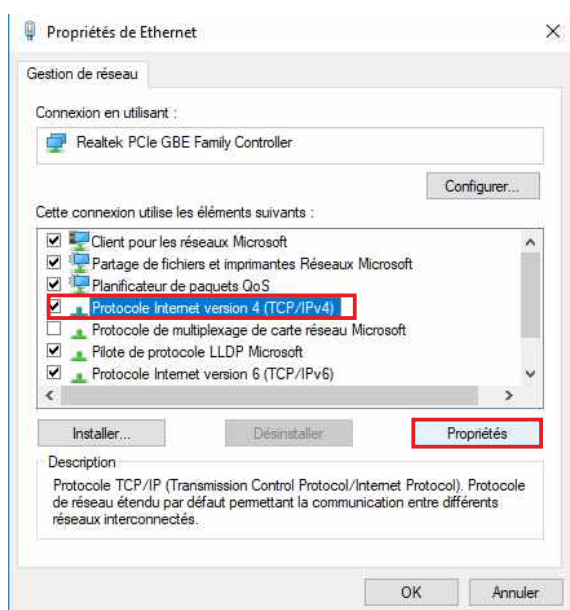 Propriétés de Ethernet
Gestion de réseau
Connexion en utilisant :
Realtek PCIe GBE Family Controller
Configurer...
Cette connexion utilise les éléments suivants :
Client pour les réseaux Microsoft
Partage de fichiers et imprimantes Réseaux Microsoft
Planificateur de paquets QoS
Protocole Internet version 4 (TCP/IPv4)
Protocole de multiplexage de carte réseau Microsoft
Pilote de protocole LLDP Microsoft
Protocole Internet version 6 (TCP/IPv6)
Installer... Désinstaller Propriétés
Description
Protocole TCP/IP (Transmission Control Protocol/Internet Protocol). Protocole
de réseau étendu par défaut permettant la communication entre différents
réseaux interconnectés.
OK Annuler